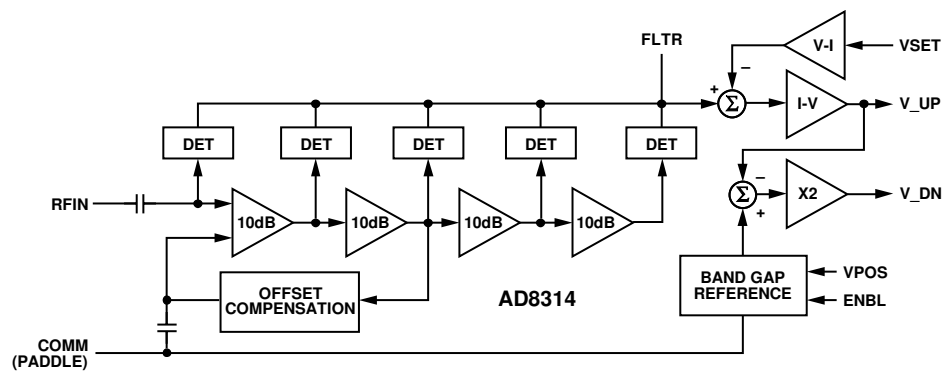 FLTR
V-I
VSET
–
+
Σ
I-V
V_UP
DET
DET
DET
DET
DET
–
Σ
+
X2
V_DN
RFIN
10dB
10dB
10dB
10dB
OFFSET
COMPENSATION
AD8314
BAND GAP
REFERENCE
VPOS
ENBL
COMM
(PADDLE)